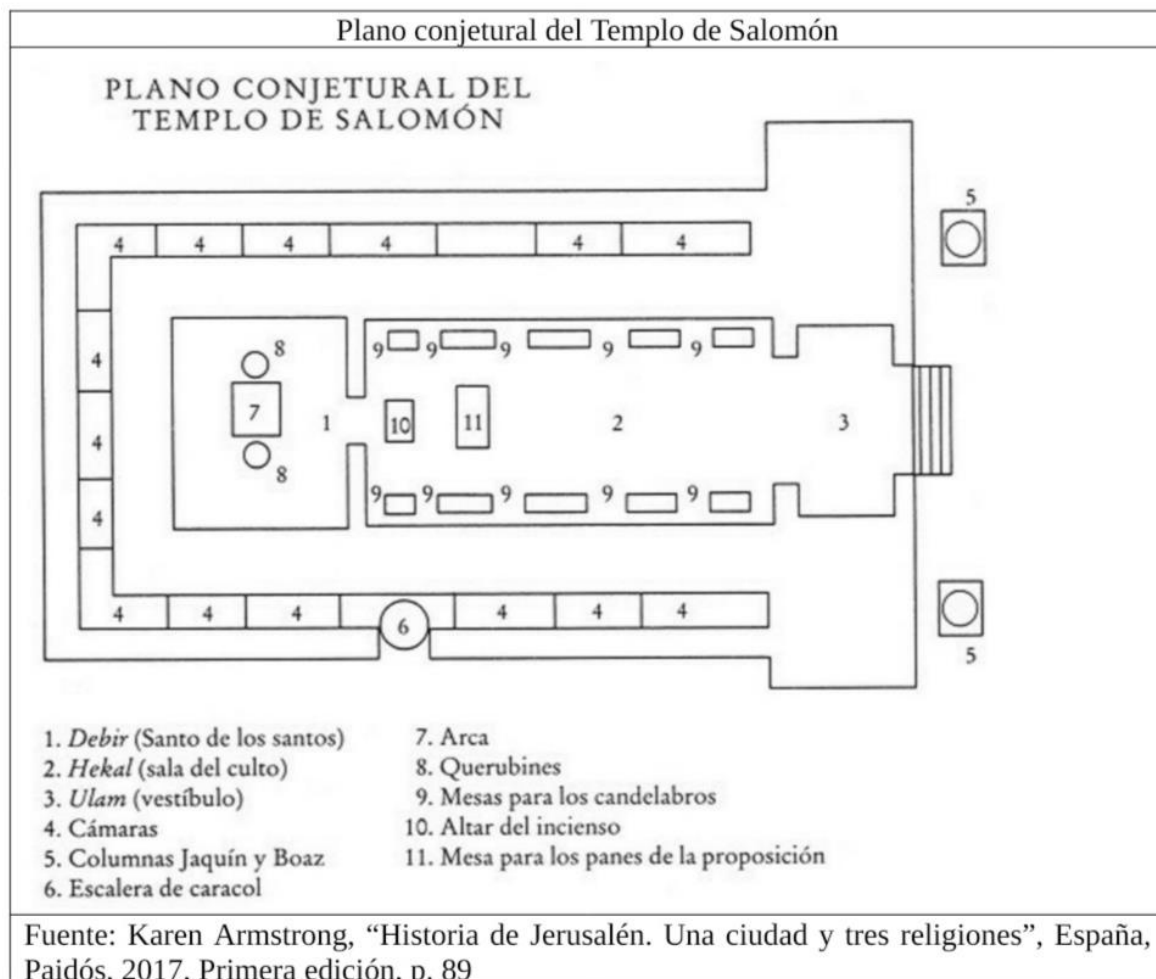 Plano conjetural del Templo de Salomón
PLANO CONJETURAL DEL
TEMPLO DE SALOMÓN
5
4 4 4 4 4 4
8
9 9 9 9 9
4
7 1 10 11 2 3
4
8
9 9 9 9 9
4
4 4 4 6 4 4 4
5
1. Debir (Santo de los santos)
2. Hekal (sala del culto)
3. Ulam (vestíbulo)
4. Cámaras
5. Columnas Jaquín y Boaz
6. Escalera de caracol
7. Arca
8. Querubines
9. Mesas para los candelabros
10. Altar del incienso
11. Mesa para los panes de la proposición
Fuente: Karen Armstrong, “Historia de Jerusalén. Una ciudad y tres religiones”, España,
Paidós, 2017. Primera edición, p. 89